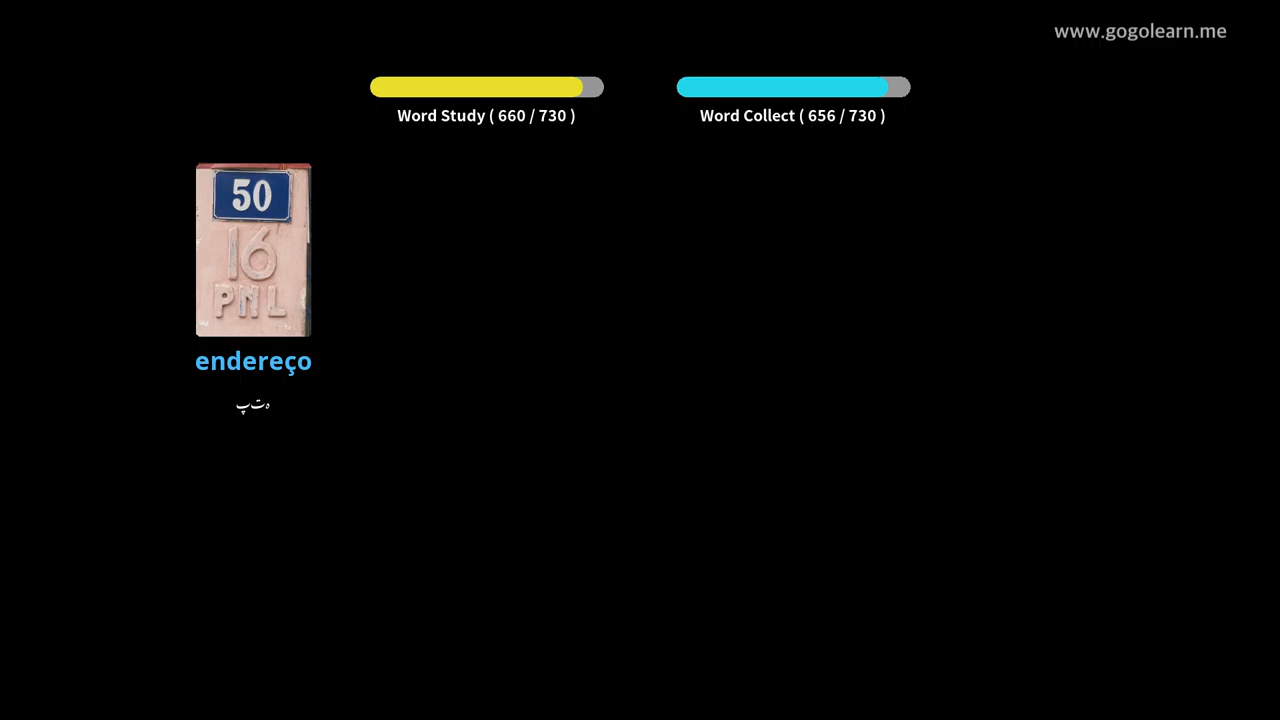 www.gogolearn.me
Word Study ( 660 / 730 )
Word Collect ( 656 / 730 )
50
16
PNL
endereço
پتہ